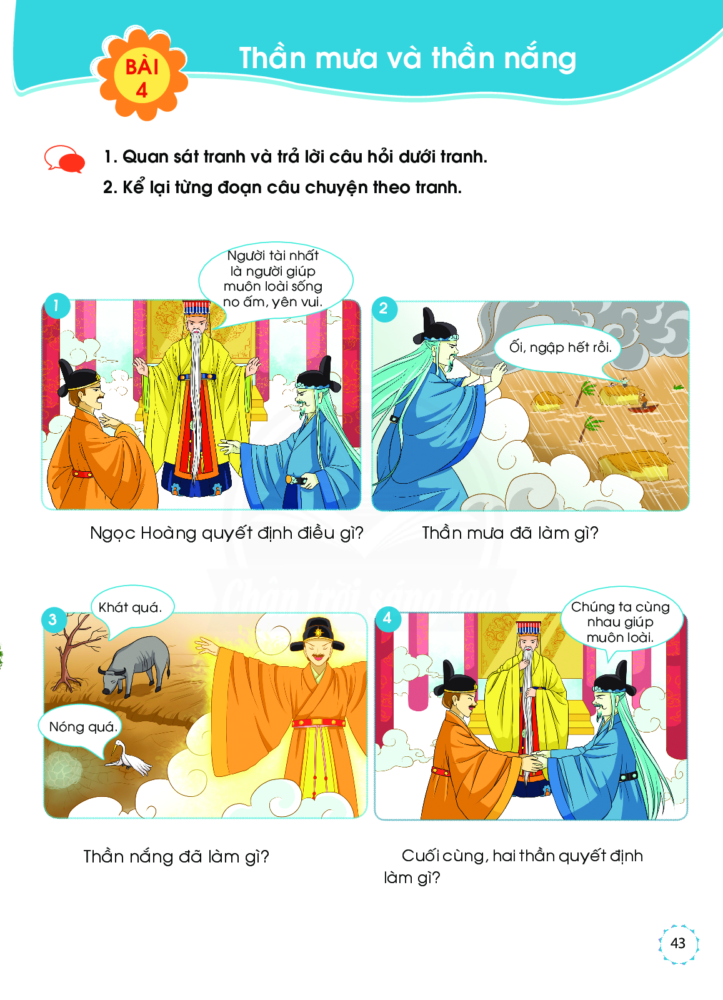 BÀI
4
Thần mưa và thần nắng
1. Quan sát tranh và trả lời câu hỏi dưới tranh.
2. Kể lại từng đoạn câu chuyện theo tranh.
1
Người tài nhất
là người giúp
muôn loài sống
no ấm, yên vui.
2
Ối, ngập hết rồi.
Ngọc Hoàng quyết định điều gì?
Thần mưa đã làm gì?
Chân trời sáng tạo
3
Khát quá.
Nóng quá.
4
Chúng ta cùng
nhau giúp
muôn loài.
Thần nắng đã làm gì?
Cuối cùng, hai thần quyết định
làm gì?
43